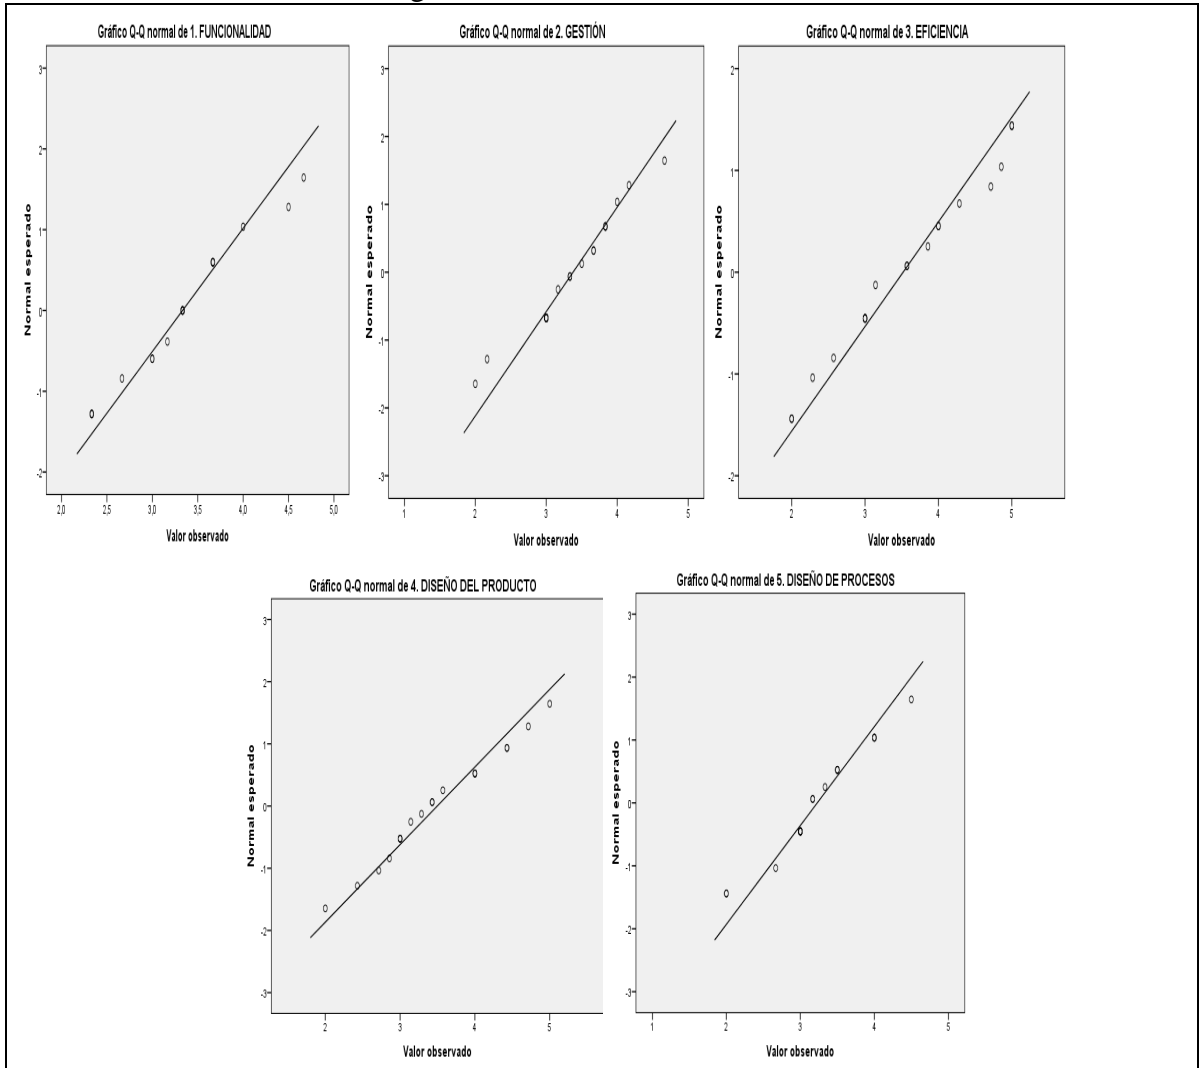 Gráfico Q-Q normal de 1. FUNCIONALIDAD
Normal esperado
3
2
1
0
-1
-2
2,0 2,5 3,0 3,5 4,0 4,5 5,0
Valor observado
Gráfico Q-Q normal de 2. GESTIÓN
Normal esperado
3
2
1
0
-1
-2
-3
1 2 3 4 5
Valor observado
Gráfico Q-Q normal de 3. EFICIENCIA
Normal esperado
2
1
0
-1
-2
2 3 4 5
Valor observado
Gráfico Q-Q normal de 4. DISEÑO DEL PRODUCTO
Normal esperado
3
2
1
0
-1
-2
-3
2 3 4 5
Valor observado
Gráfico Q-Q normal de 5. DISEÑO DE PROCESOS
Normal esperado
3
2
1
0
-1
-2
-3
1 2 3 4 5
Valor observado